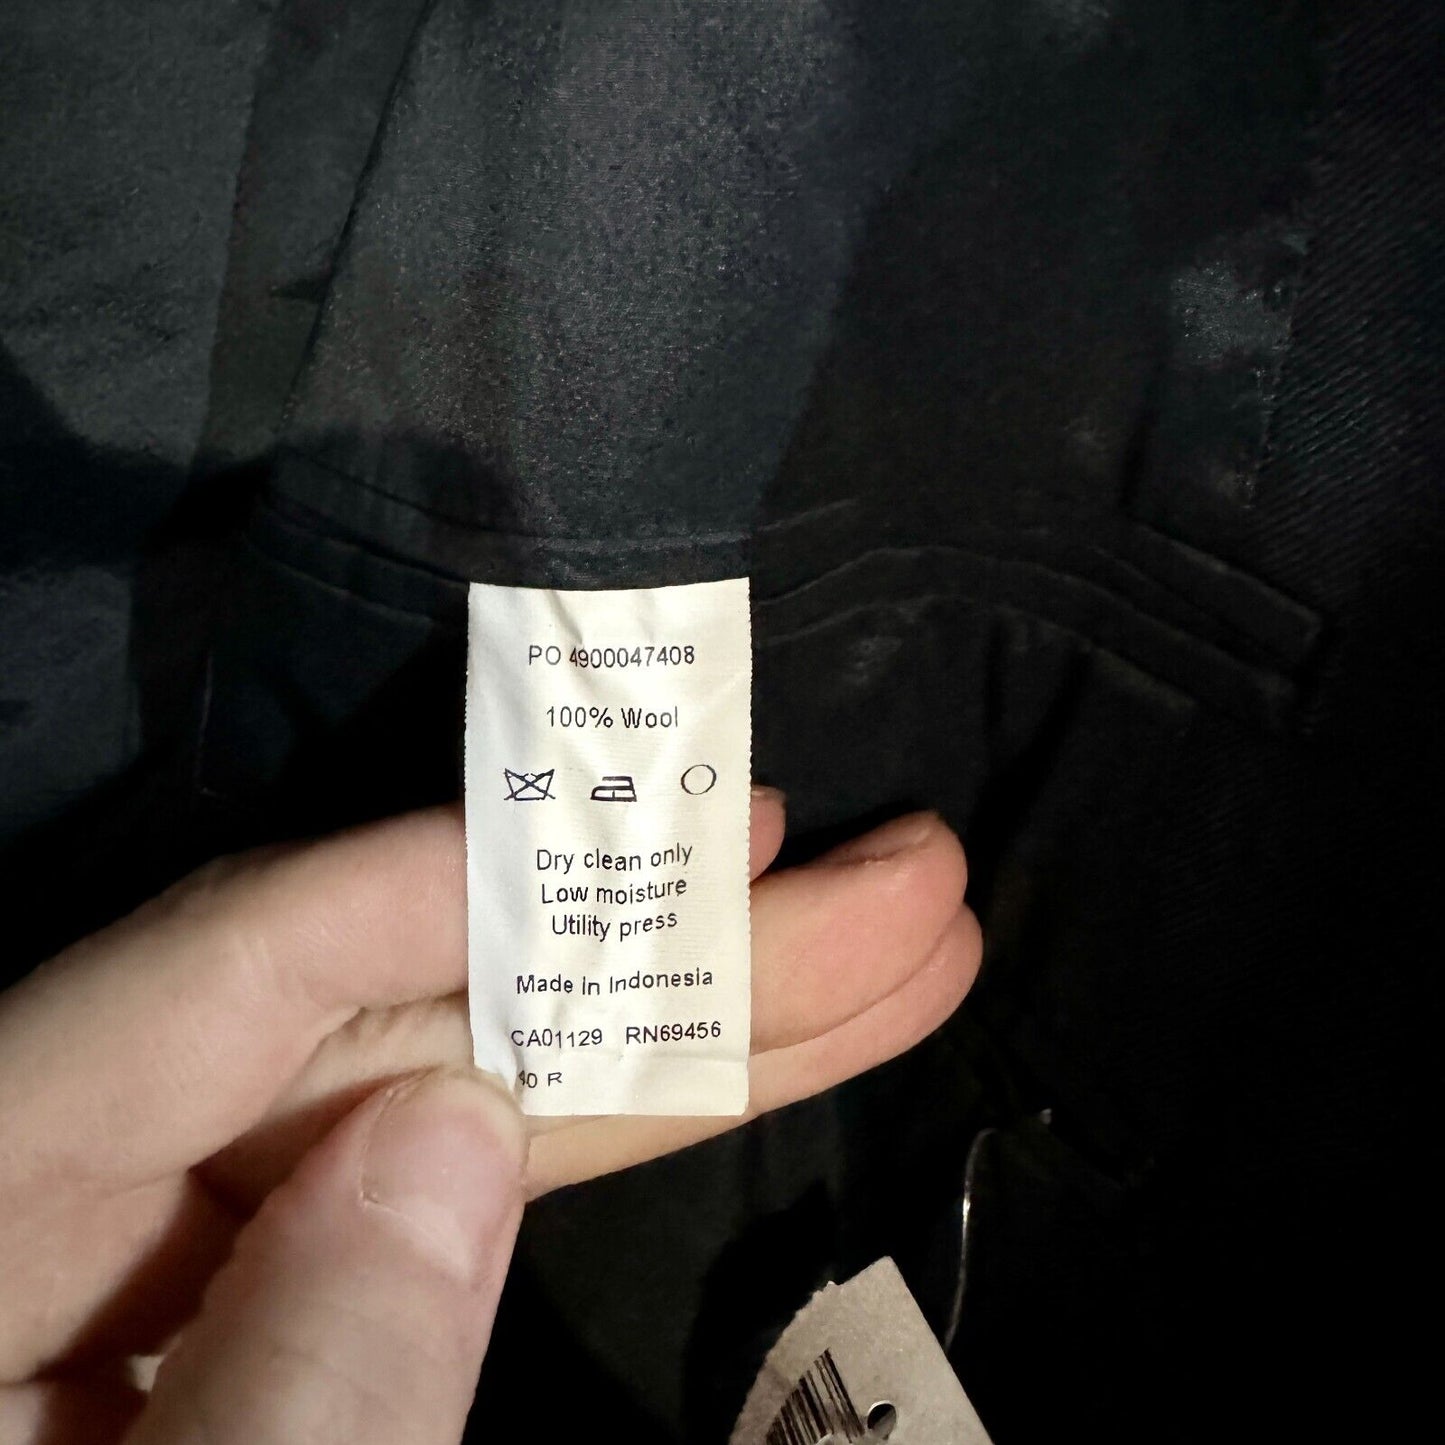 PO 4900047408
100% Wool
Dry clean only
Low moisture
Utility press
Made in Indonesia
CA01129 RN69456
40 R